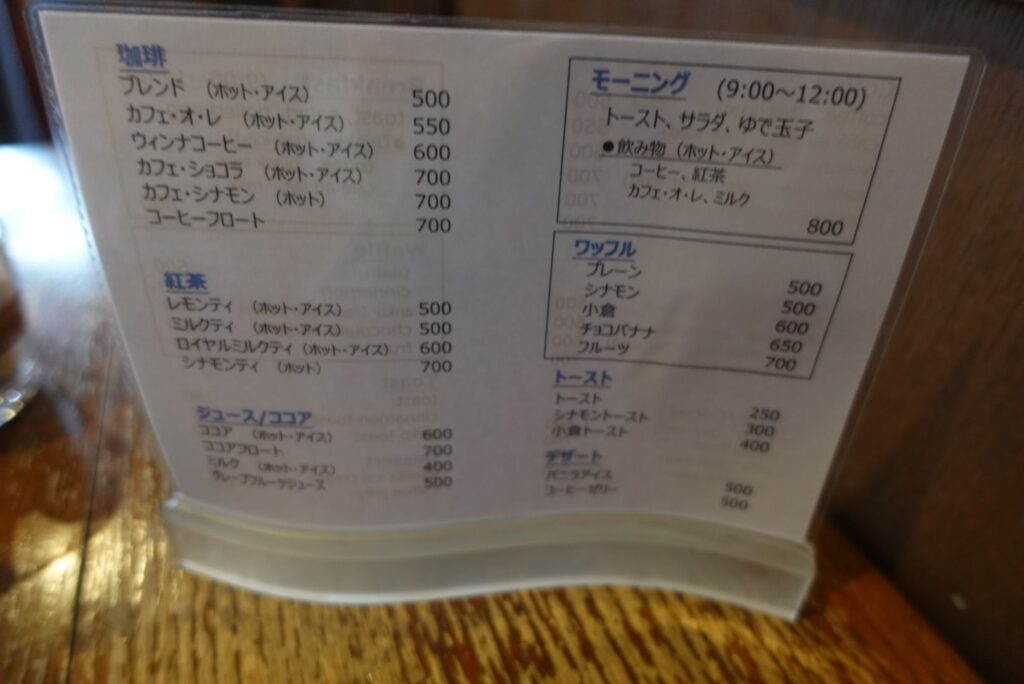 珈琲
ブレンド (ホット・アイス) 500
カフェ・オ・レ (ホット・アイス) 550
ウィンナコーヒー (ホット・アイス) 600
カフェ・ショコラ (ホット・アイス) 700
カフェ・シナモン (ホット) 700
コーヒーフロート 700
紅茶
レモンティ (ホット・アイス) 500
ミルクティ (ホット・アイス) 500
ロイヤルミルクティ (ホット・アイス) 600
シナモンティ (ホット) 700
ジュース/ココア
ココア (ホット・アイス) 600
ココアフロート 700
ミルク (ホット・アイス) 400
グレープフルーツジュース 500
モーニング (9:00~12:00)
トースト、サラダ、ゆで玉子
●飲み物 (ホット・アイス)
コーヒー、紅茶
カフェ・オ・レ、ミルク
800
ワッフル
プレーン 500
シナモン 500
小倉 600
チョコバナナ 650
フルーツ 700
トースト
トースト 250
シナモントースト 300
小倉トースト 400
デザート
バニラアイス 500
コーヒーゼリー 500